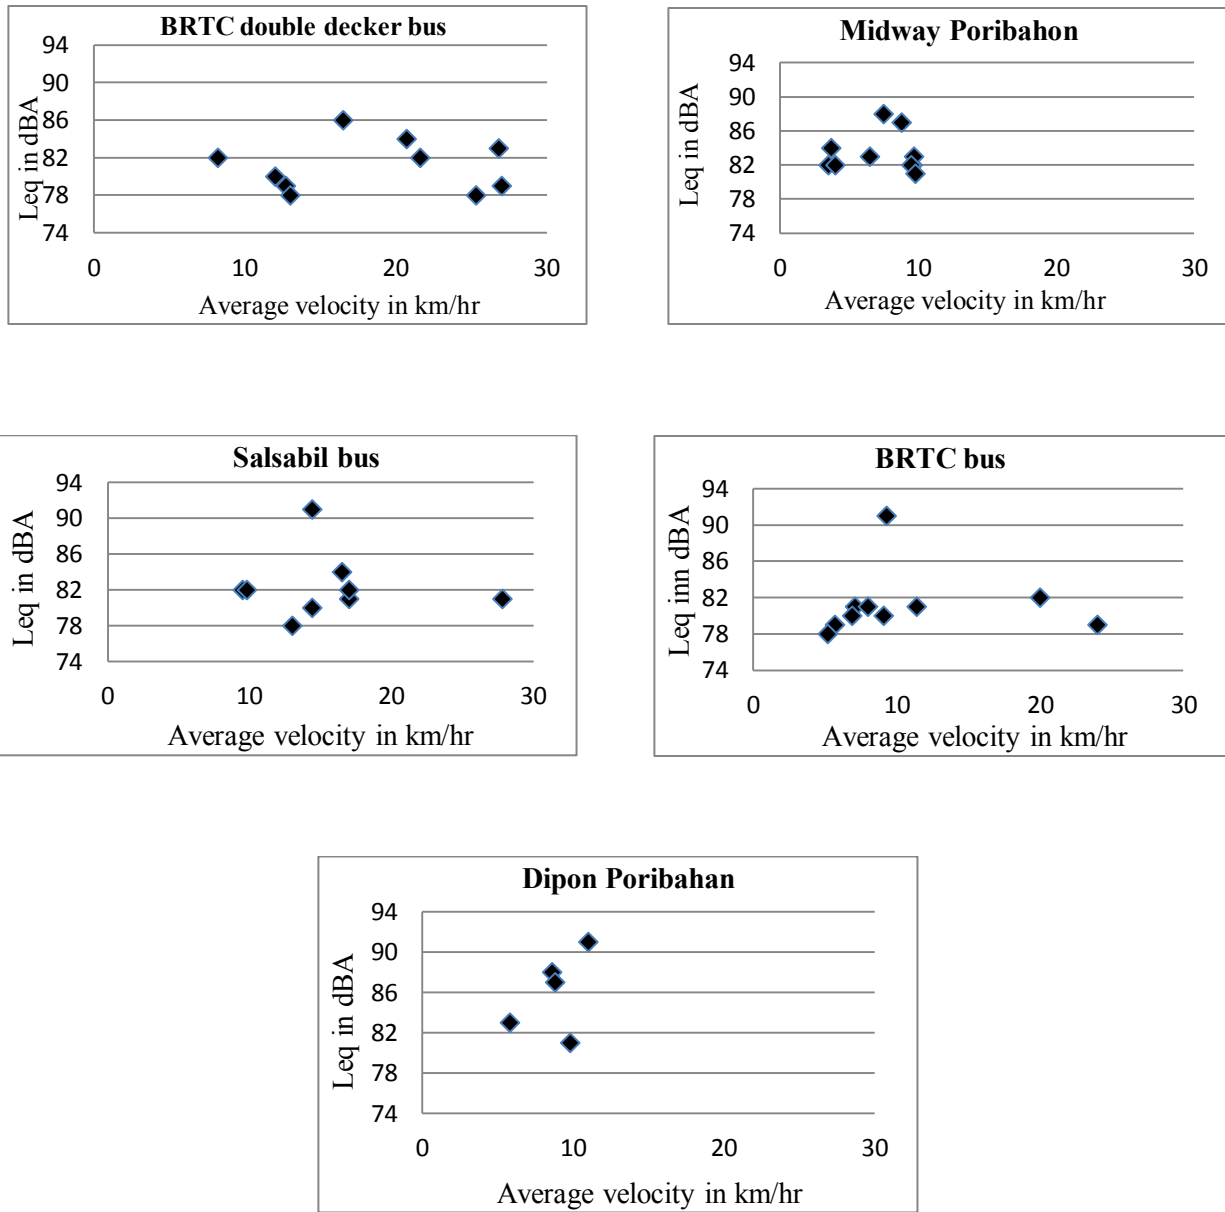 BRTC double decker bus
94
90
86
82
78
74
Leq in dBA
0 10 20 30
Average velocity in km/hr
Midway Poribahon
94
90
86
82
78
74
Leq in dBA
0 10 20 30
Average velocity in km/hr
Salsabil bus
94
90
86
82
78
74
Leq in dBA
0 10 20 30
Average velocity in km/hr
BRTC bus
94
90
86
82
78
74
Leq inn dBA
0 10 20 30
Average velocity in km/hr
Dipon Poribahan
94
90
86
82
78
74
Leq in dBA
0 10 20 30
Average velocity in km/hr